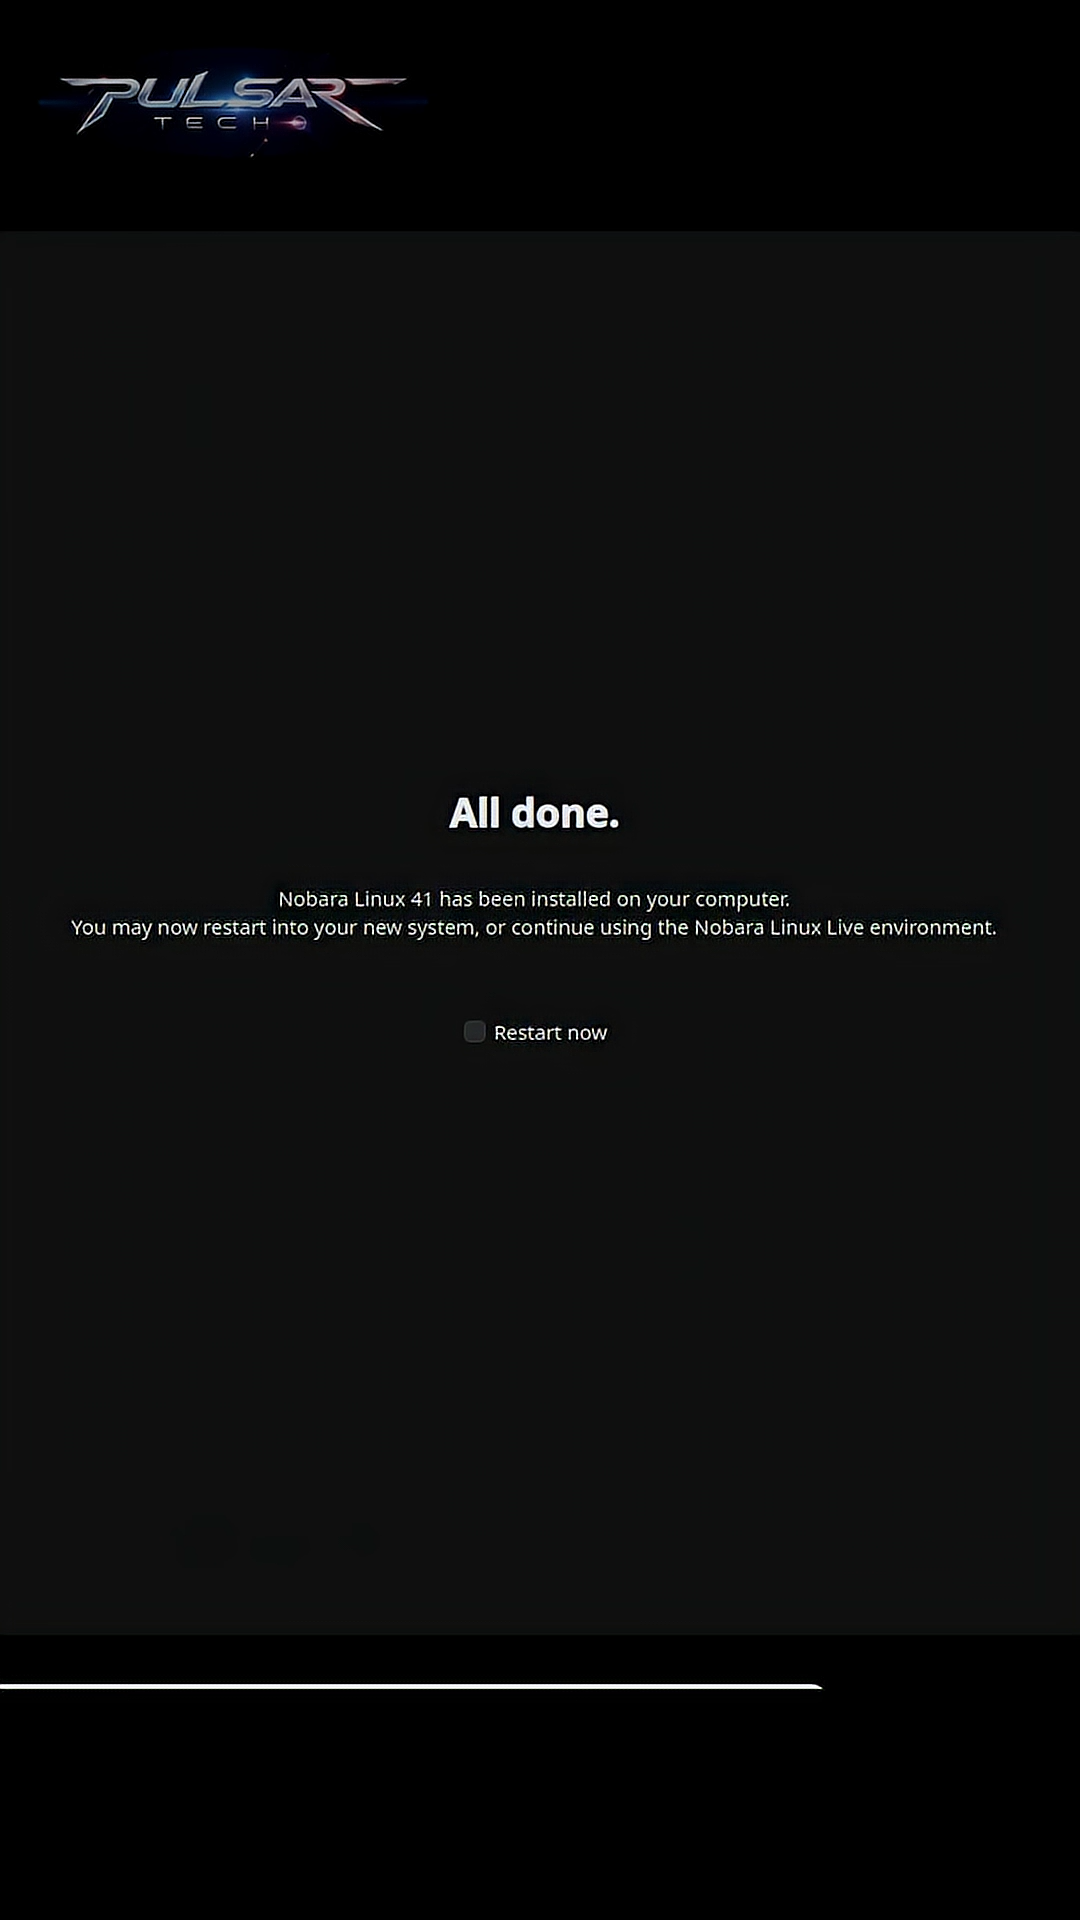 PULSAR
TECH
All done.
Nobara Linux 41 has been installed on your computer.
You may now restart into your new system, or continue using the Nobara Linux Live environment.
Restart now